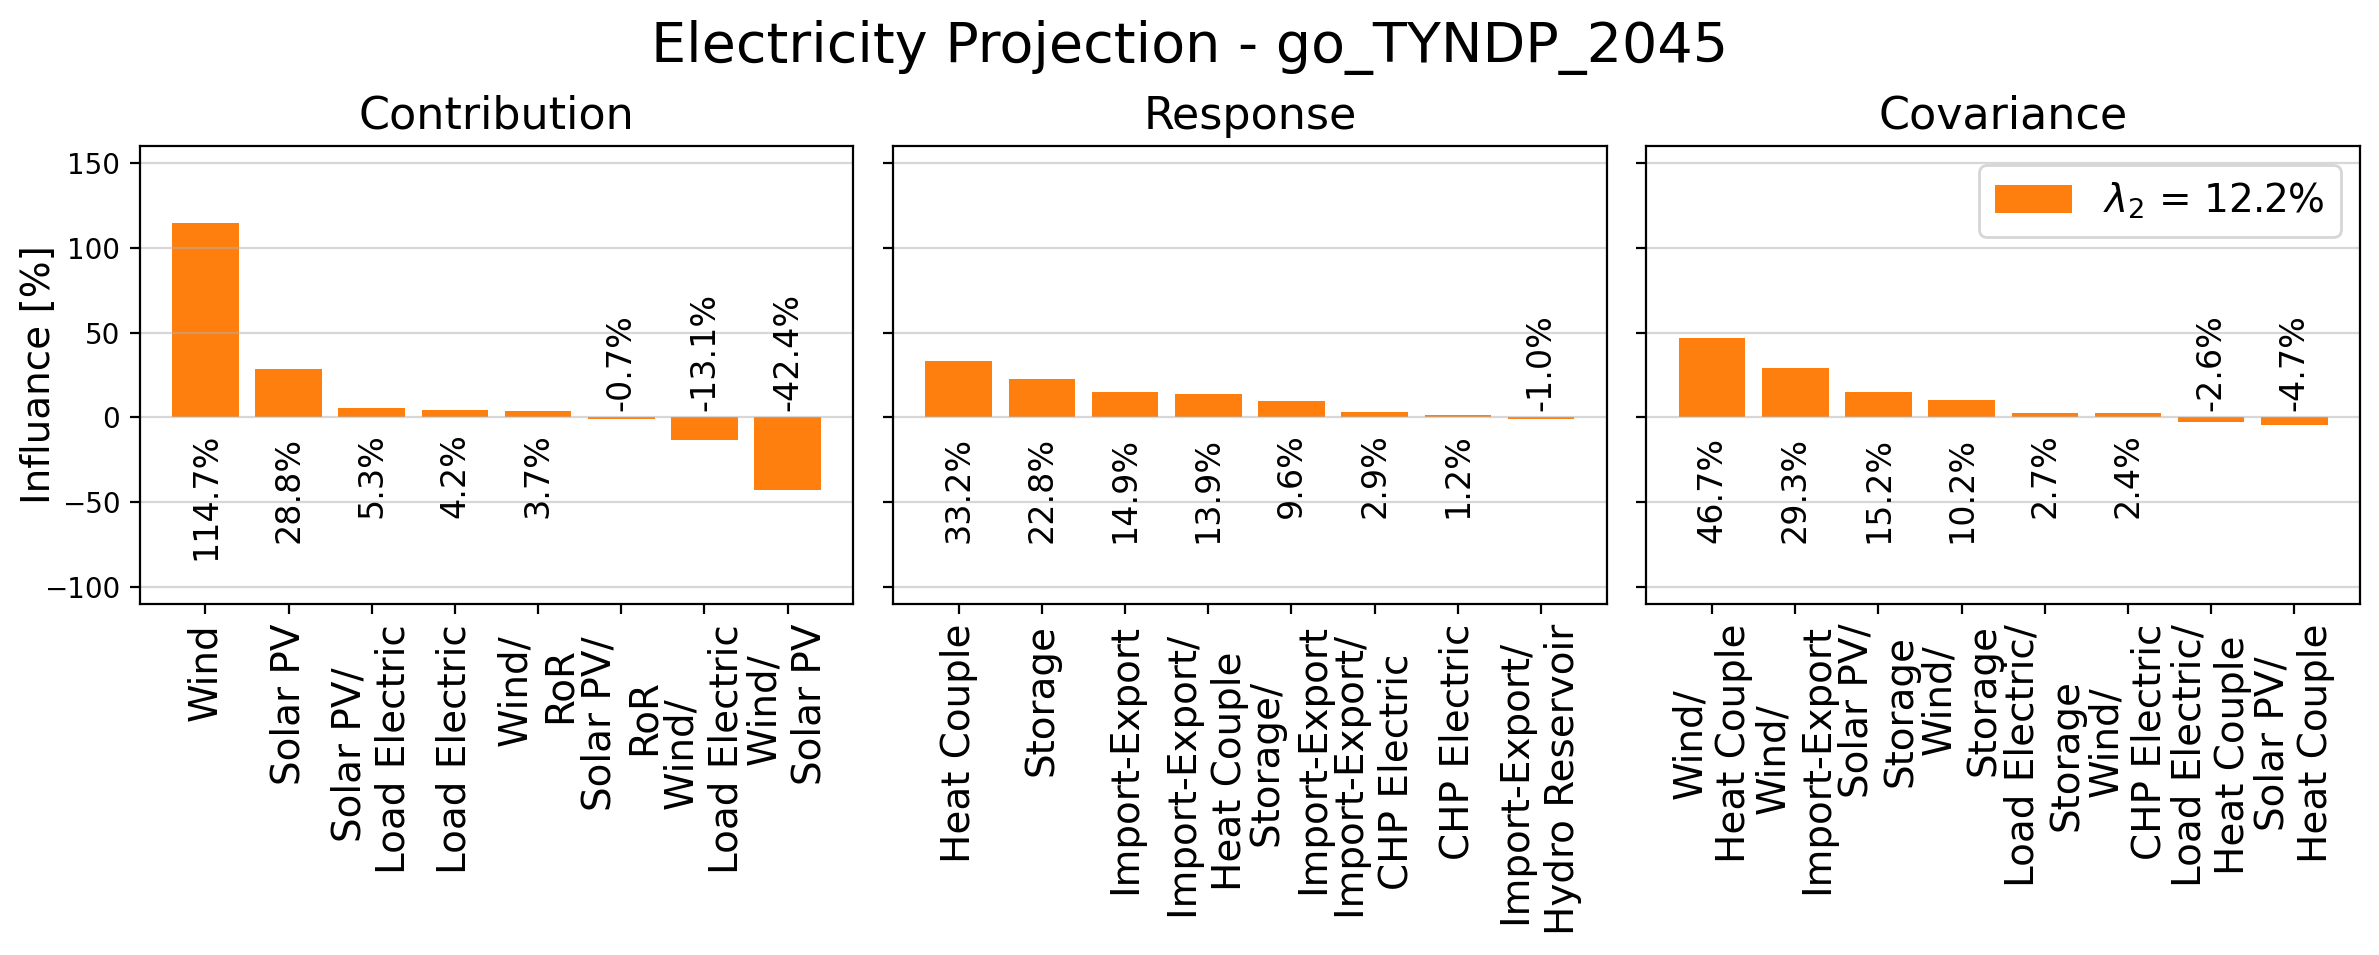 Electricity Projection - go_TYNDP_2045
Contribution
Response
Covariance
Influance [%]
150
100
50
0
−50
−100
λ2 = 12.2%
114.7%
28.8%
5.3%
4.2%
3.7%
-0.7%
-13.1%
-42.4%
33.2%
22.8%
14.9%
13.9%
9.6%
2.9%
1.2%
-1.0%
46.7%
29.3%
15.2%
10.2%
2.7%
2.4%
-2.6%
-4.7%
Wind
Solar PV
Solar PV/
Load Electric
Load Electric
Wind/
RoR
Solar PV/
RoR
Wind/
Load Electric
Wind/
Solar PV
Heat Couple
Storage
Import-Export
Import-Export/
Heat Couple
Storage/
Import-Export
Import-Export/
CHP Electric
CHP Electric
Import-Export/
Hydro Reservoir
Wind/
Heat Couple
Wind/
Import-Export
Solar PV/
Storage
Wind/
Storage
Load Electric/
Storage
Wind/
CHP Electric
Load Electric/
Heat Couple
Solar PV/
Heat Couple